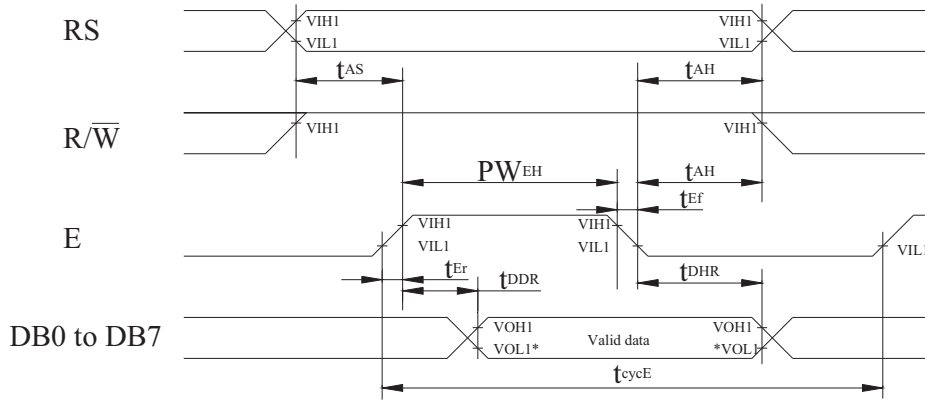 RS VIH1 VIL1 VIH1 VIL1
tAS tAH
R/W̅ VIH1 VIH1
PWEH tAH
tEf
E VIH1 VIL1 VIH1 VIL1 VIL1
tEr tDDR tDHR
DB0 to DB7 VOH1 VOL1* Valid data VOH1 *VOL1
tcycE